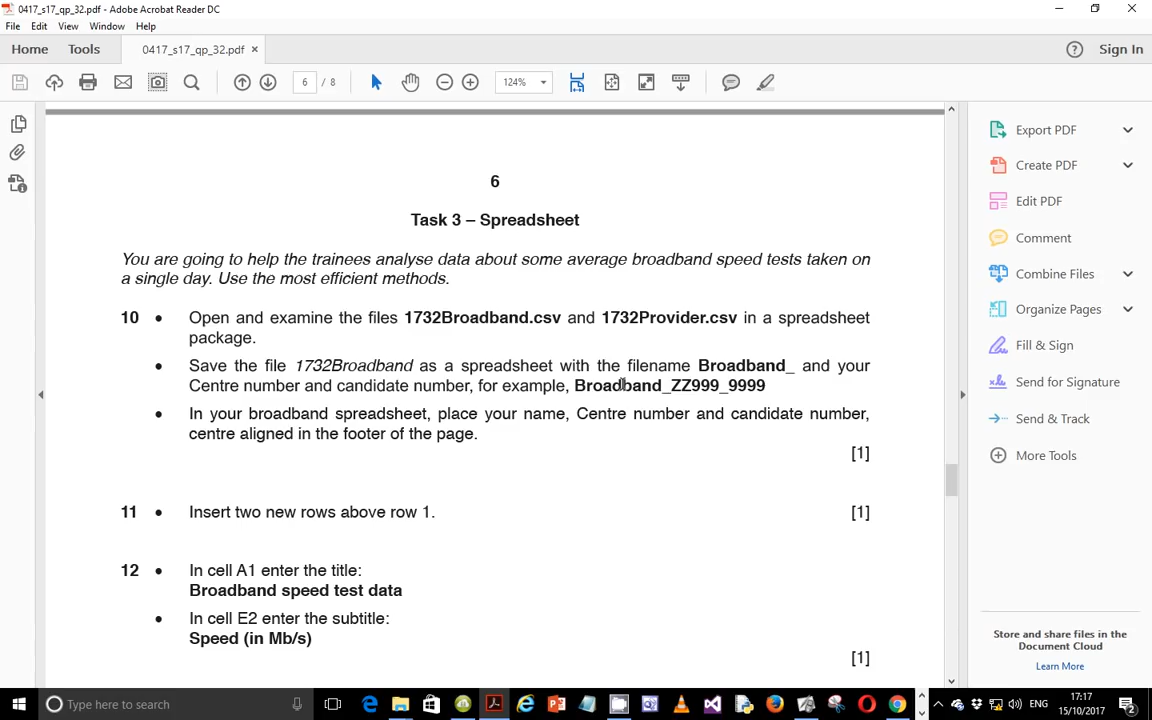 0417_s17_qp_32.pdf - Adobe Acrobat Reader DC
File Edit View Window Help
Home Tools 0417_s17_qp_32.pdf × Sign In
6 / 8 124%
6
Task 3 – Spreadsheet
You are going to help the trainees analyse data about some average broadband speed tests taken on
a single day. Use the most efficient methods.
10 • Open and examine the files 1732Broadband.csv and 1732Provider.csv in a spreadsheet
package.
• Save the file 1732Broadband as a spreadsheet with the filename Broadband_ and your
Centre number and candidate number, for example, Broadband_ZZ999_9999
• In your broadband spreadsheet, place your name, Centre number and candidate number,
centre aligned in the footer of the page.
[1]
11 • Insert two new rows above row 1. [1]
12 • In cell A1 enter the title:
Broadband speed test data
• In cell E2 enter the subtitle:
Speed (in Mb/s)
[1]
Export PDF
Create PDF
Edit PDF
Comment
Combine Files
Organize Pages
Fill & Sign
Send for Signature
Send & Track
More Tools
Store and share files in the
Document Cloud
Learn More
Type here to search
ENG
17:17
15/10/2017
2